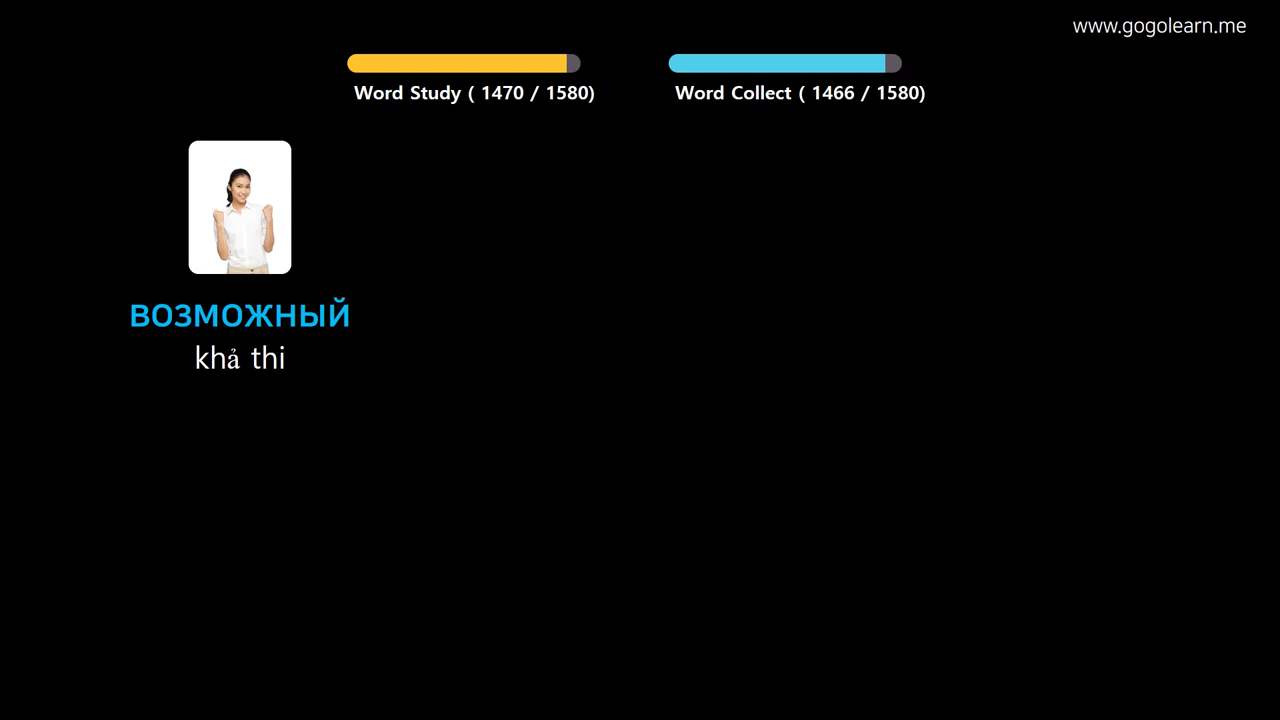 www.gogolearn.me
Word Study ( 1470 / 1580)
Word Collect ( 1466 / 1580)
возможный
khả thi